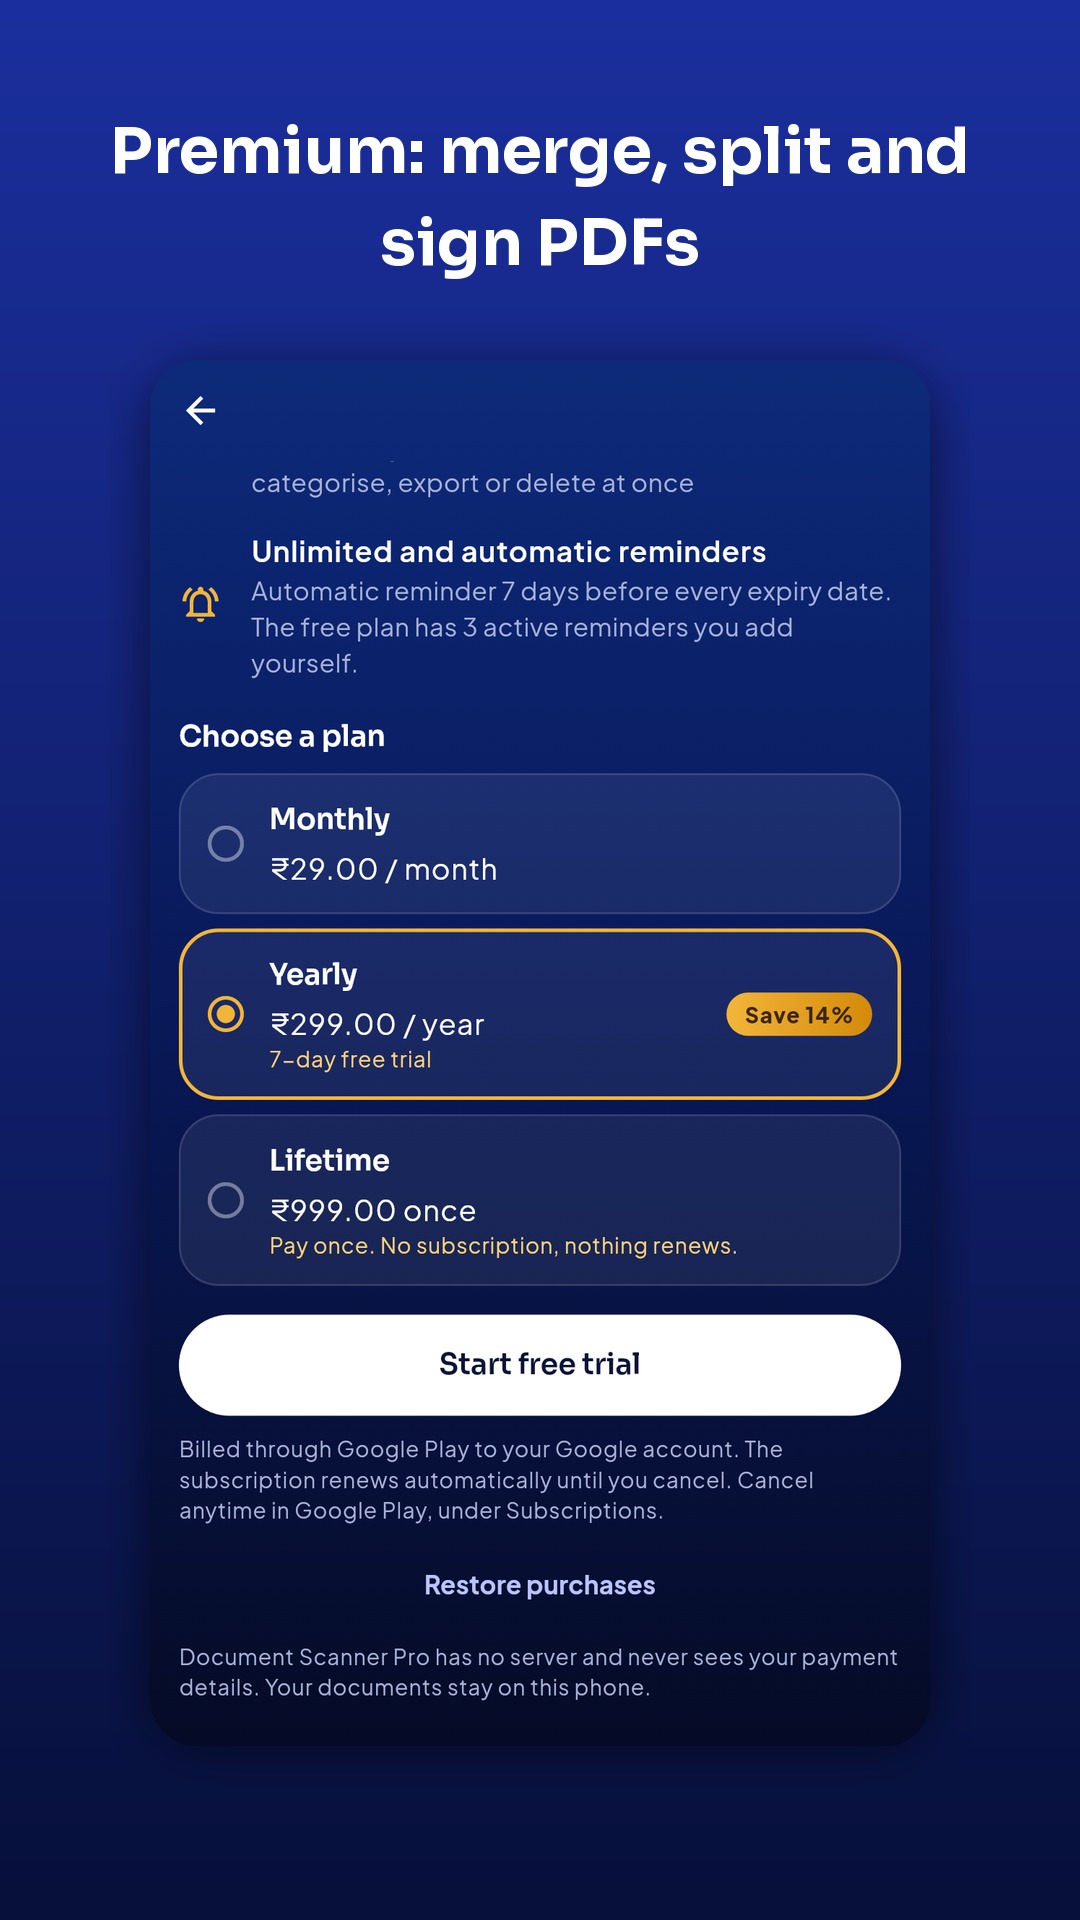 Premium: merge, split and
sign PDFs
categorise, export or delete at once
Unlimited and automatic reminders
Automatic reminder 7 days before every expiry date.
The free plan has 3 active reminders you add
yourself.
Choose a plan
Monthly
₹29.00 / month
Yearly
₹299.00 / year
7-day free trial
Save 14%
Lifetime
₹999.00 once
Pay once. No subscription, nothing renews.
Start free trial
Billed through Google Play to your Google account. The
subscription renews automatically until you cancel. Cancel
anytime in Google Play, under Subscriptions.
Restore purchases
Document Scanner Pro has no server and never sees your payment
details. Your documents stay on this phone.